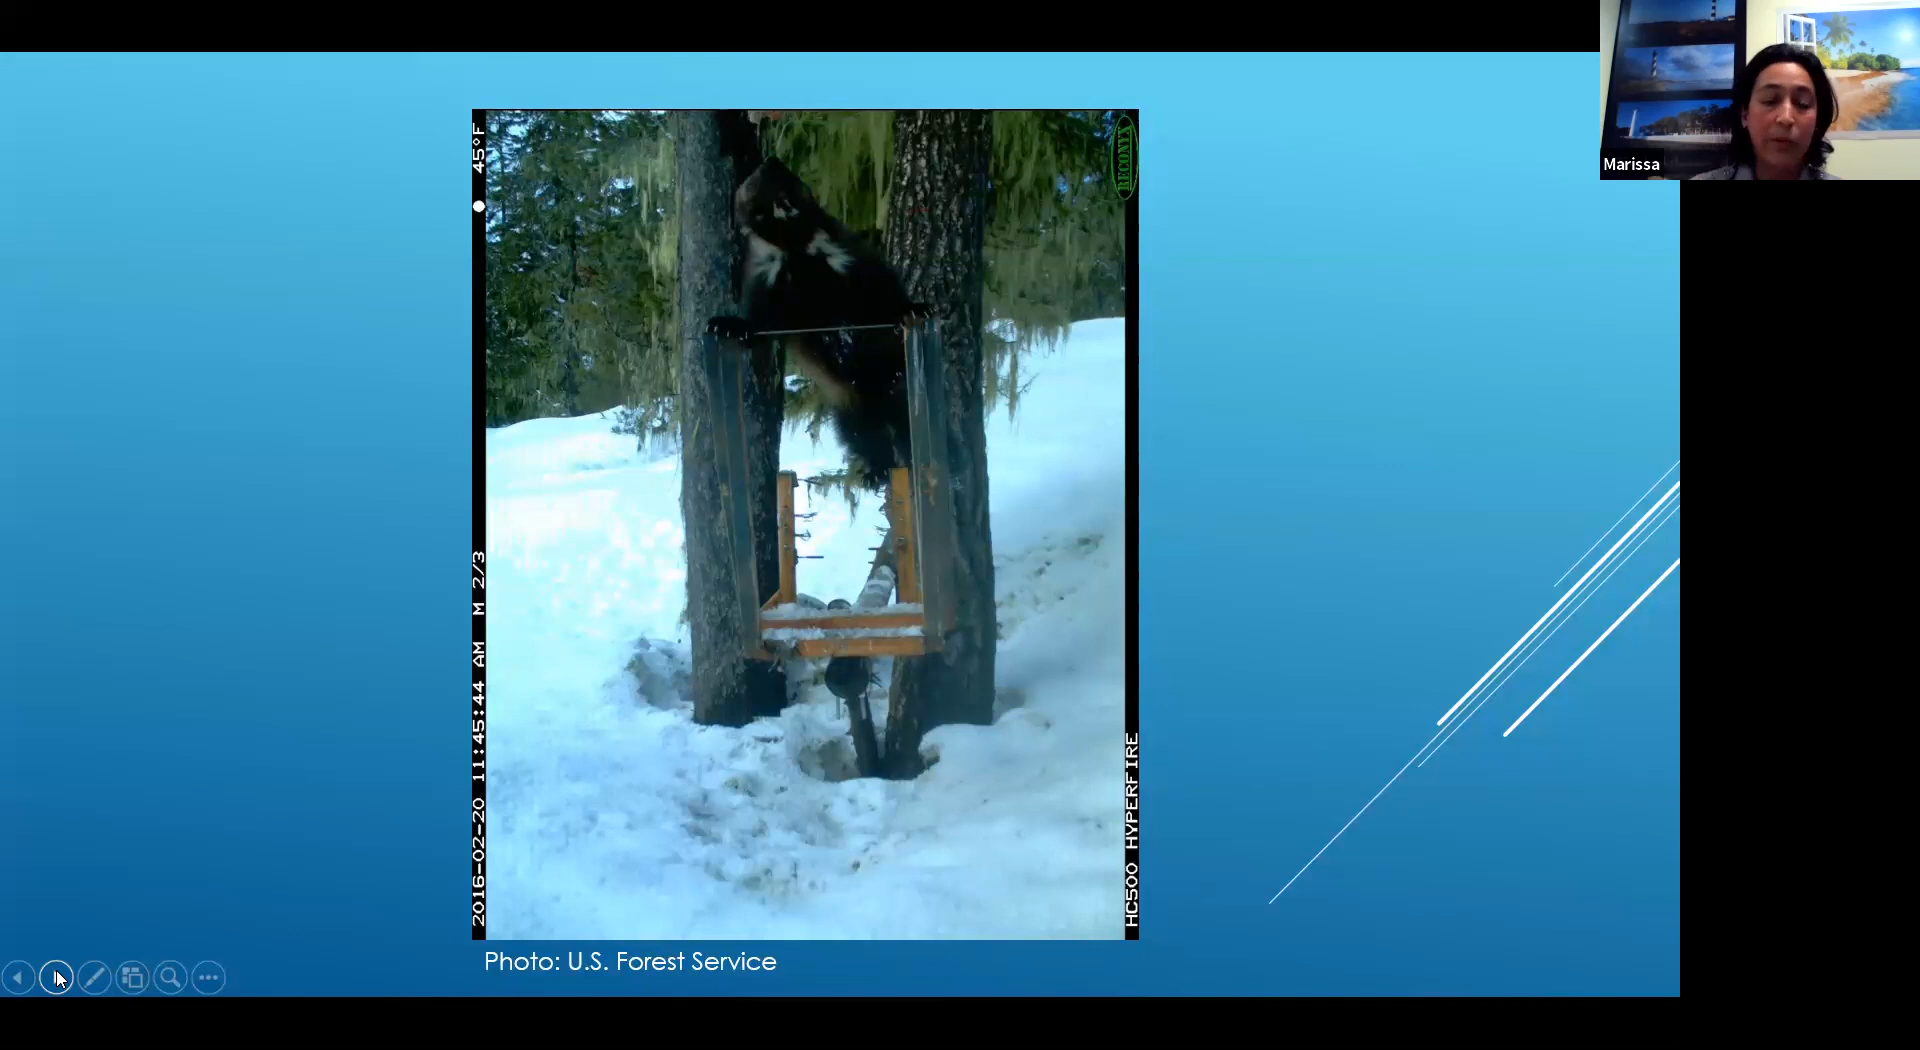 Marissa
45°F
RECONYX
2016-02-20 11:45:44 AM M 2/3
HC500 HYPERFIRE
Photo: U.S. Forest Service